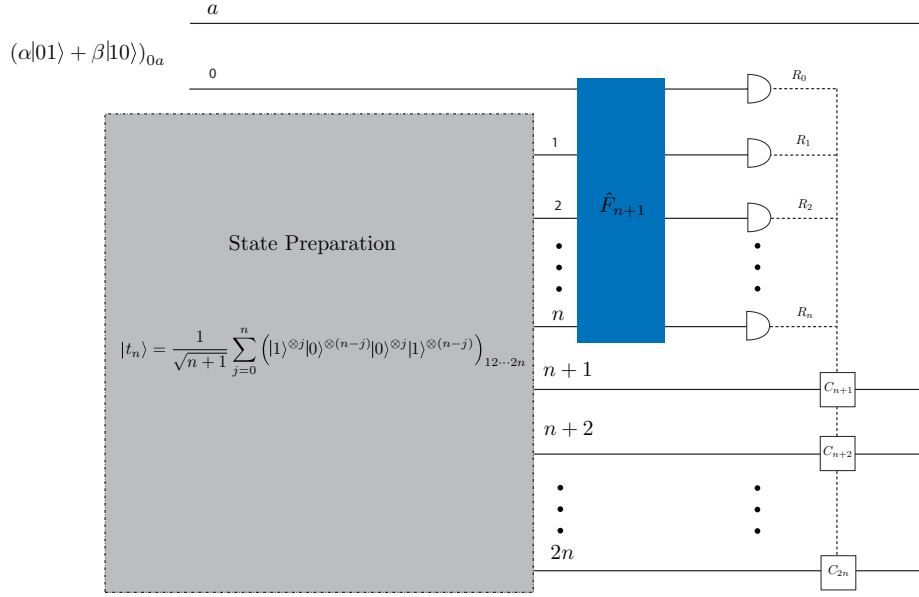 a
(α|01⟩ + β|10⟩)₀ₐ
0
R₀
1
R₁
2
R₂
F̂ₙ₊₁
State Preparation
n
Rₙ
|tₙ⟩ = 1/√(n+1) ∑ⱼ₌₀ⁿ (|1⟩^{⊗j}|0⟩^{⊗(n−j)}|0⟩^{⊗j}|1⟩^{⊗(n−j)})_{12···2n}
n + 1
Cₙ₊₁
n + 2
Cₙ₊₂
2n
C₂ₙ